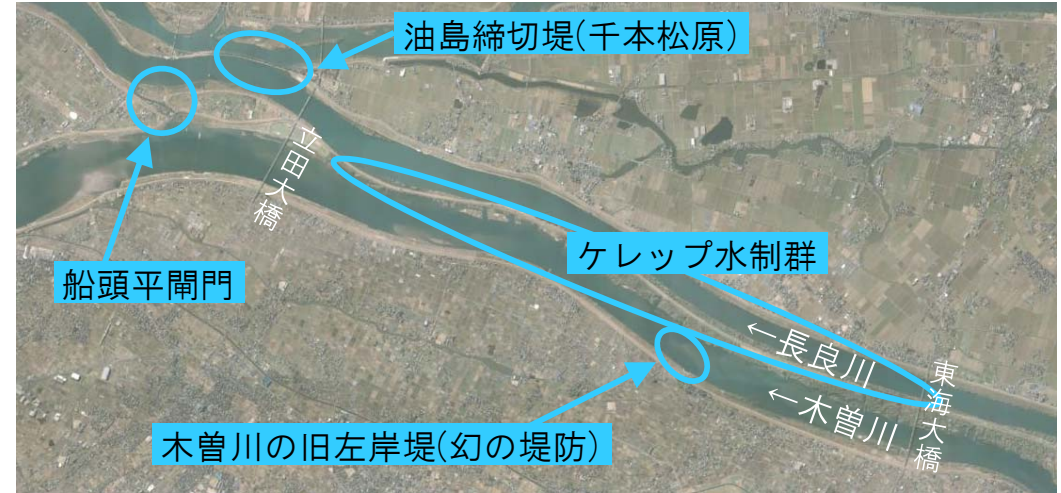 油島締切堤(千本松原)
立田大橋
船頭平閘門
ケレップ水制群
←長良川
東海大橋
←木曽川
木曽川の旧左岸堤(幻の堤防)